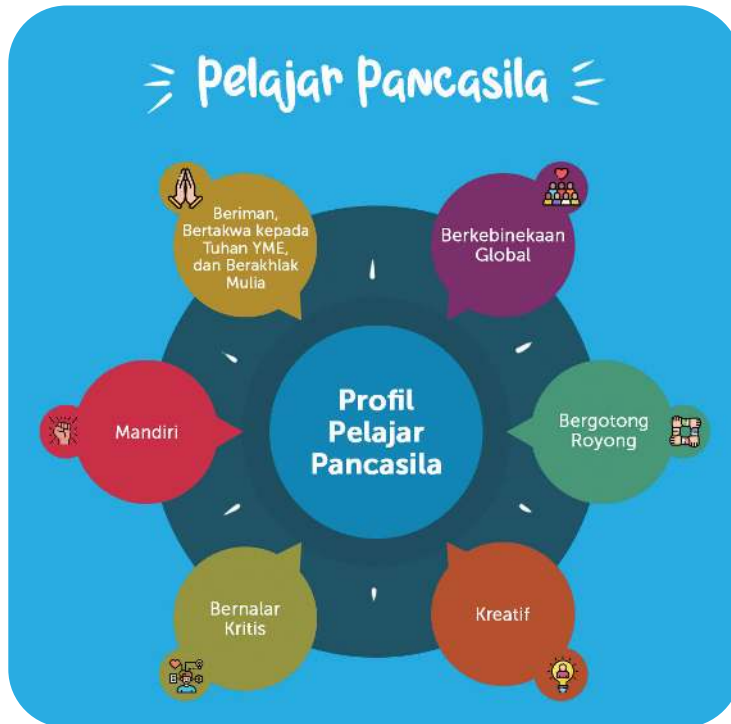 Pelajar Pancasila
Beriman,
Bertakwa kepada
Tuhan YME,
dan Berakhlak
Mulia
Berkebinekaan
Global
Mandiri
Profil
Pelajar
Pancasila
Bergotong
Royong
Bernalar
Kritis
Kreatif